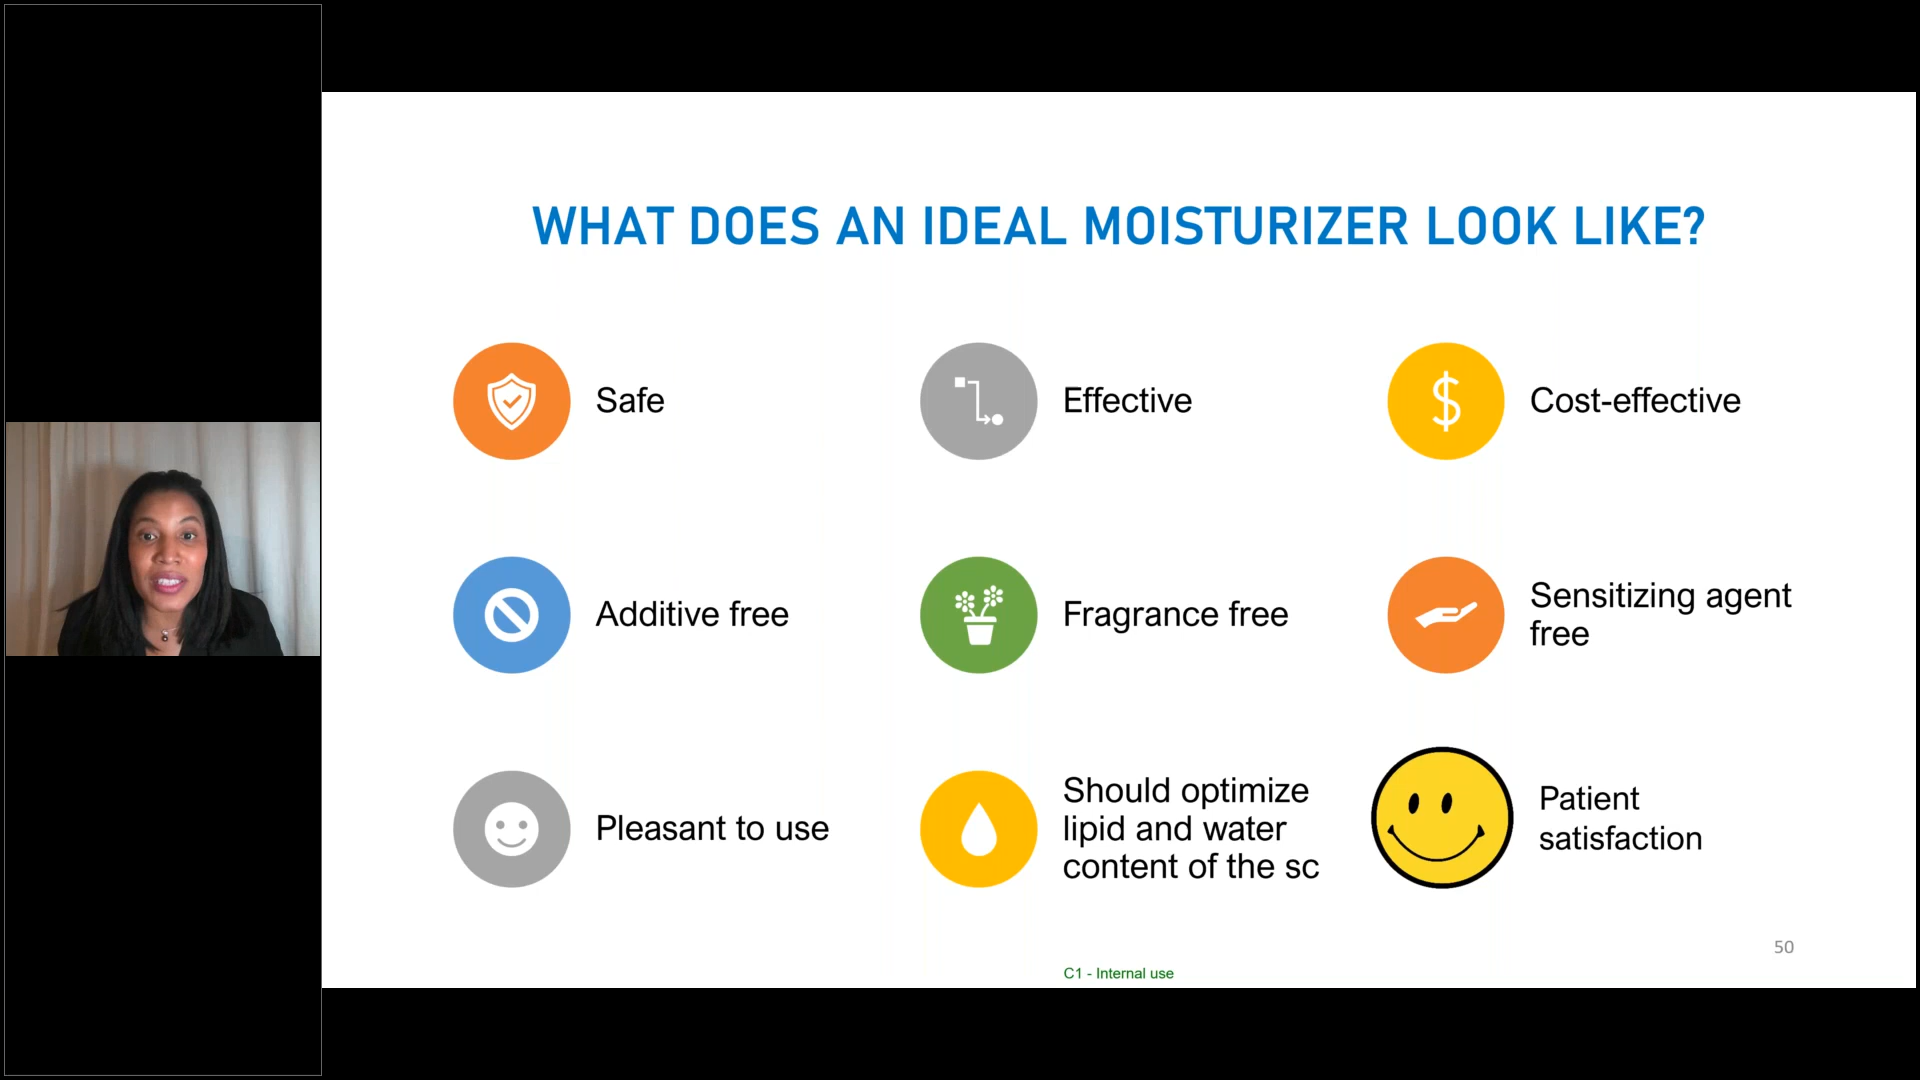 WHAT DOES AN IDEAL MOISTURIZER LOOK LIKE?
Safe
Effective
$
Cost-effective
Additive free
Fragrance free
Sensitizing agent
free
Pleasant to use
Should optimize
lipid and water
content of the sc
Patient
satisfaction
50
C1 - Internal use